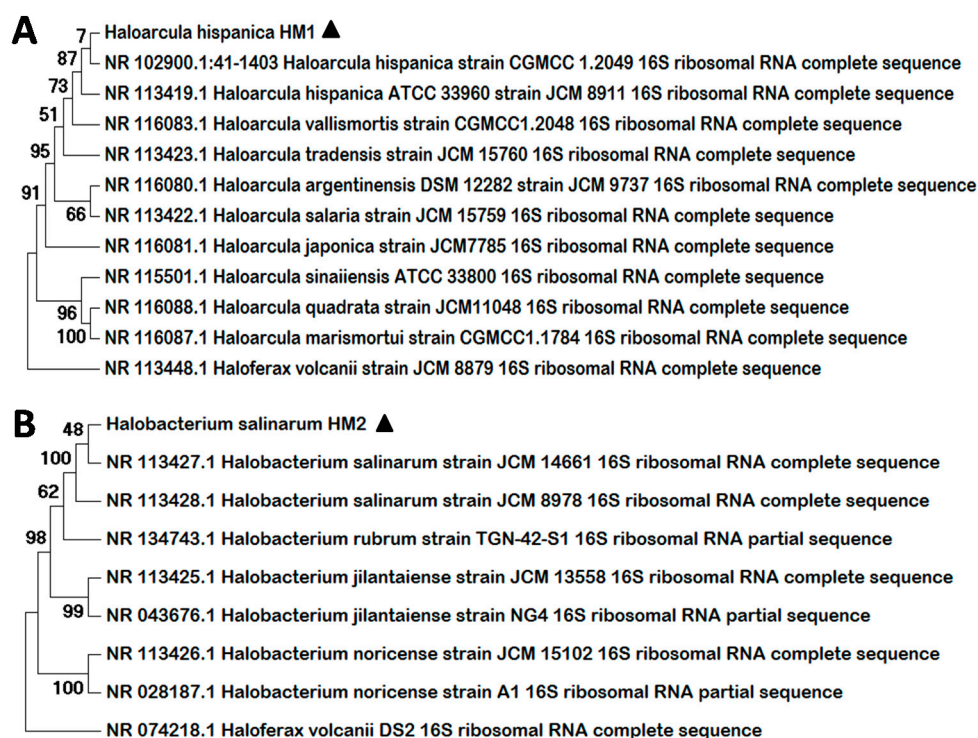 A
Haloarcula hispanica HM1
7
NR 102900.1:41-1403 Haloarcula hispanica strain CGMCC 1.2049 16S ribosomal RNA complete sequence
87
NR 113419.1 Haloarcula hispanica ATCC 33960 strain JCM 8911 16S ribosomal RNA complete sequence
73
NR 116083.1 Haloarcula vallismortis strain CGMCC1.2048 16S ribosomal RNA complete sequence
51
NR 113423.1 Haloarcula tradensis strain JCM 15760 16S ribosomal RNA complete sequence
95
NR 116080.1 Haloarcula argentinensis DSM 12282 strain JCM 9737 16S ribosomal RNA complete sequence
91
NR 113422.1 Haloarcula salaria strain JCM 15759 16S ribosomal RNA complete sequence
66
NR 116081.1 Haloarcula japonica strain JCM7785 16S ribosomal RNA complete sequence
NR 115501.1 Haloarcula sinaiiensis ATCC 33800 16S ribosomal RNA complete sequence
NR 116088.1 Haloarcula quadrata strain JCM11048 16S ribosomal RNA complete sequence
96
NR 116087.1 Haloarcula marismortui strain CGMCC1.1784 16S ribosomal RNA complete sequence
100
NR 113448.1 Haloferax volcanii strain JCM 8879 16S ribosomal RNA complete sequence
B
Halobacterium salinarum HM2
48
NR 113427.1 Halobacterium salinarum strain JCM 14661 16S ribosomal RNA complete sequence
100
NR 113428.1 Halobacterium salinarum strain JCM 8978 16S ribosomal RNA complete sequence
62
NR 134743.1 Halobacterium rubrum strain TGN-42-S1 16S ribosomal RNA partial sequence
98
NR 113425.1 Halobacterium jilantaiense strain JCM 13558 16S ribosomal RNA complete sequence
NR 043676.1 Halobacterium jilantaiense strain NG4 16S ribosomal RNA partial sequence
99
NR 113426.1 Halobacterium noricense strain JCM 15102 16S ribosomal RNA complete sequence
NR 028187.1 Halobacterium noricense strain A1 16S ribosomal RNA partial sequence
100
NR 074218.1 Haloferax volcanii DS2 16S ribosomal RNA complete sequence